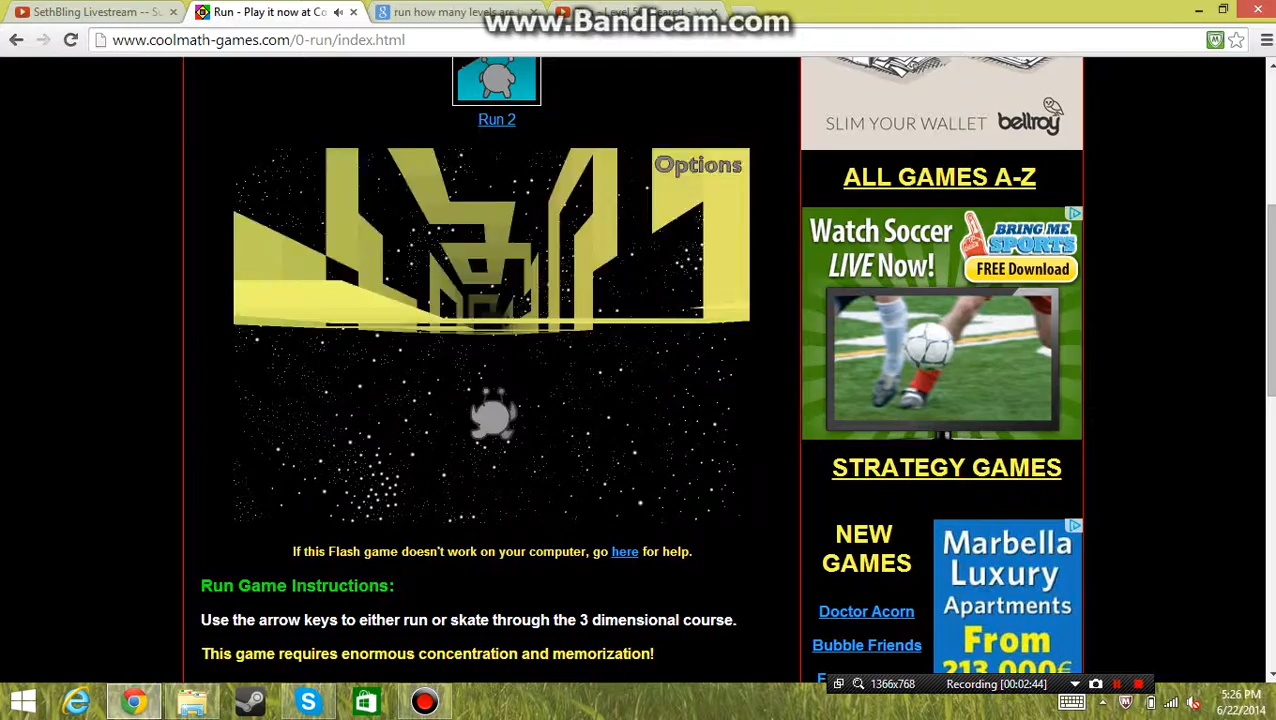 SethBling Livestream -- Su
Run - Play it now at Co
run how many levels are
Level 50
www.Bandicam.com
www.coolmath-games.com/0-run/index.html
Run 2
Options
SLIM YOUR WALLET bellroy
ALL GAMES A-Z
Watch Soccer
LIVE Now!
BRING ME
SPORTS
FREE Download
STRATEGY GAMES
NEW
GAMES
Doctor Acorn
Bubble Friends
Marbella
Luxury
Apartments
From
213.000€
If this Flash game doesn't work on your computer, go here for help.
Run Game Instructions:
Use the arrow keys to either run or skate through the 3 dimensional course.
This game requires enormous concentration and memorization!
1366x768
Recording [00:02:44]
5:26 PM
6/22/2014